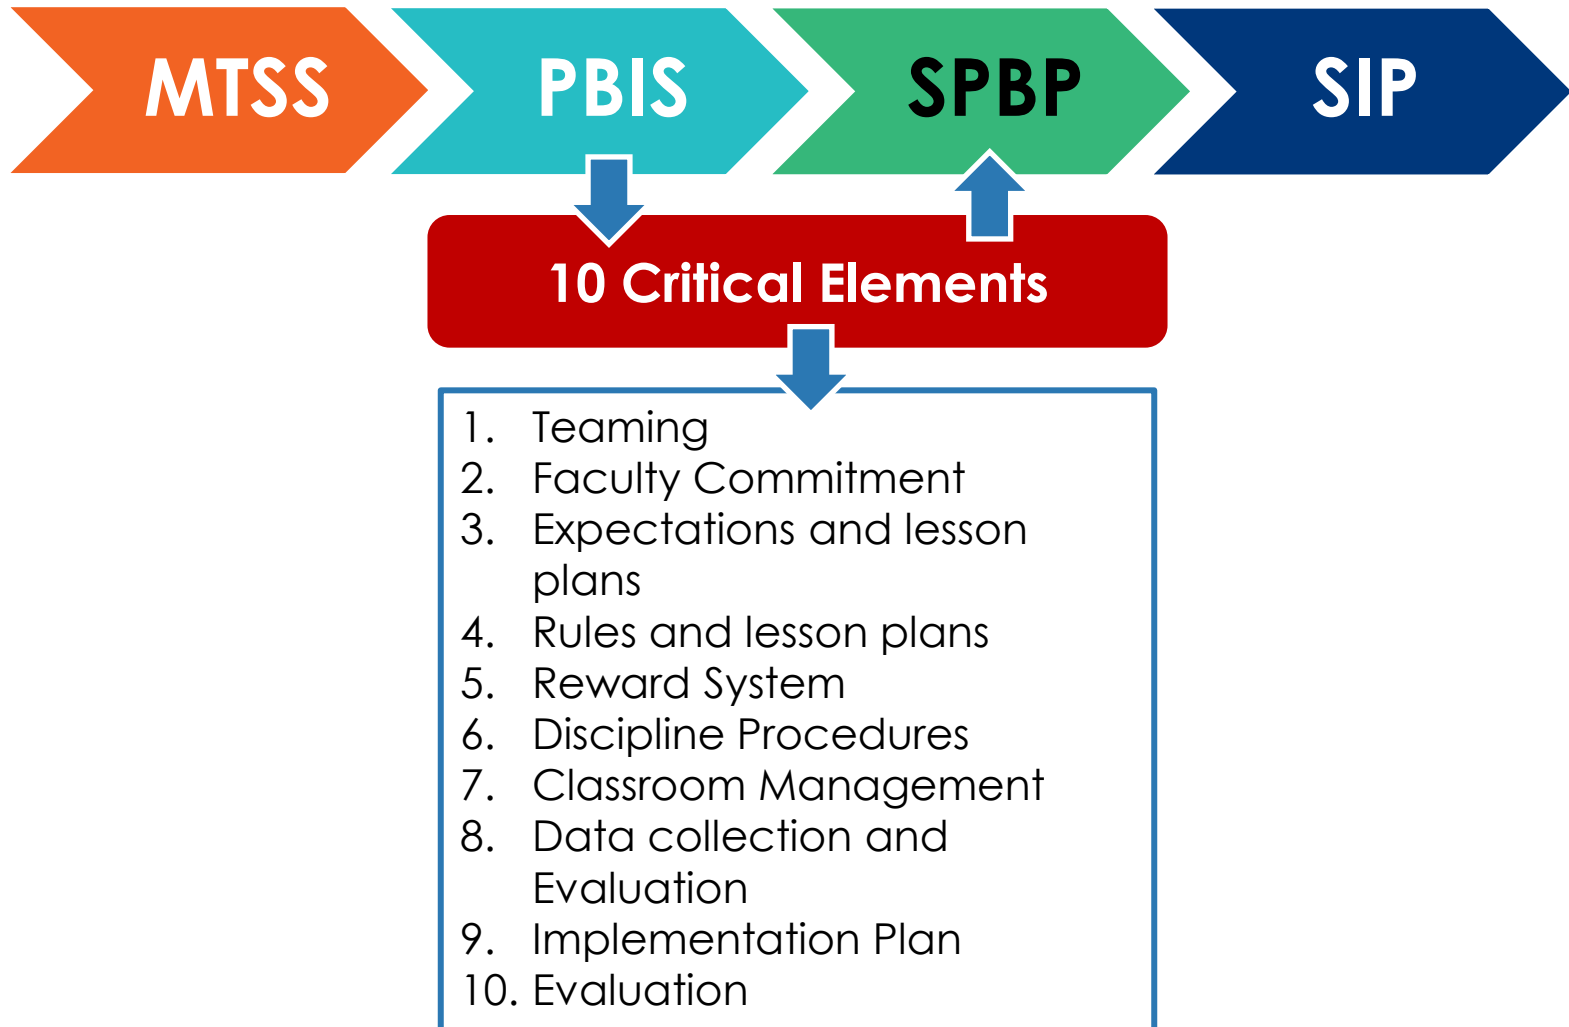 MTSS
PBIS
SPBP
SIP
10 Critical Elements
1. Teaming
2. Faculty Commitment
3. Expectations and lesson
plans
4. Rules and lesson plans
5. Reward System
6. Discipline Procedures
7. Classroom Management
8. Data collection and
Evaluation
9. Implementation Plan
10. Evaluation